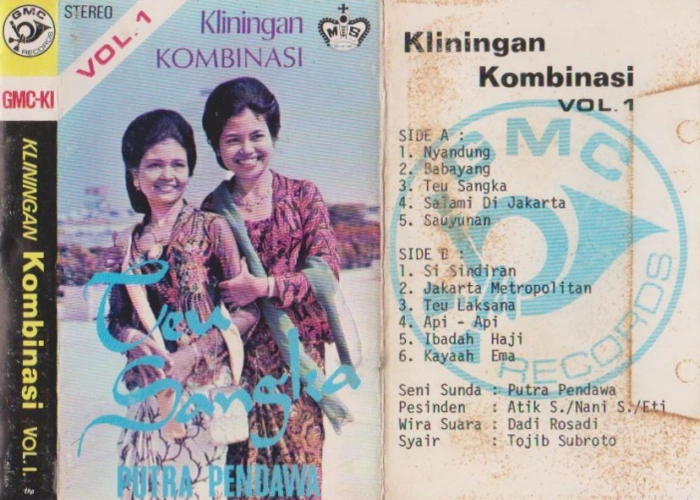 GMC
RECORDS
GMC-KI
KLININGAN Kombinasi VOL. I.
STEREO
VOL. 1
Kliningan
KOMBINASI
MIS
Teu
Sangka
PUTRA PENDAWA
Kliningan
Kombinasi
VOL. 1
GMC
RECORDS
SIDE A :
1. Nyandung
2. Babayang
3. Teu Sangka
4. Salami Di Jakarta
5. Sauyunan
SIDE B :
1. Si Sindiran
2. Jakarta Metropolitan
3. Teu Laksana
4. Api - Api
5. Ibadah Haji
6. Kayaah Ema
Seni Sunda : Putra Pendawa
Pesinden : Atik S./Nani S./Eti
Wira Suara : Dadi Rosadi
Syair : Tojib Subroto